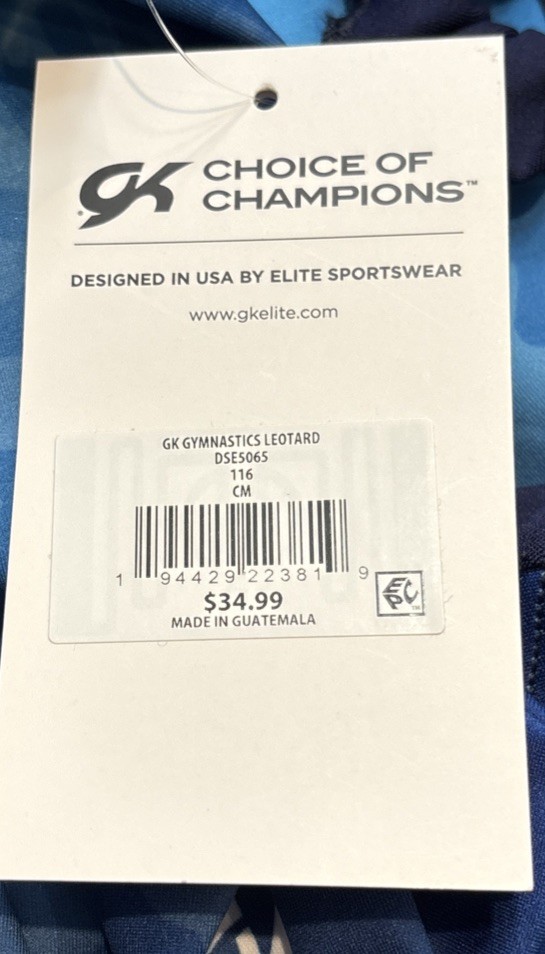 GK CHOICE OF
CHAMPIONS™
DESIGNED IN USA BY ELITE SPORTSWEAR
www.gkelite.com
GK GYMNASTICS LEOTARD
DSE5065
116
CM
1 94429 22381 9
EPC™
$34.99
MADE IN GUATEMALA